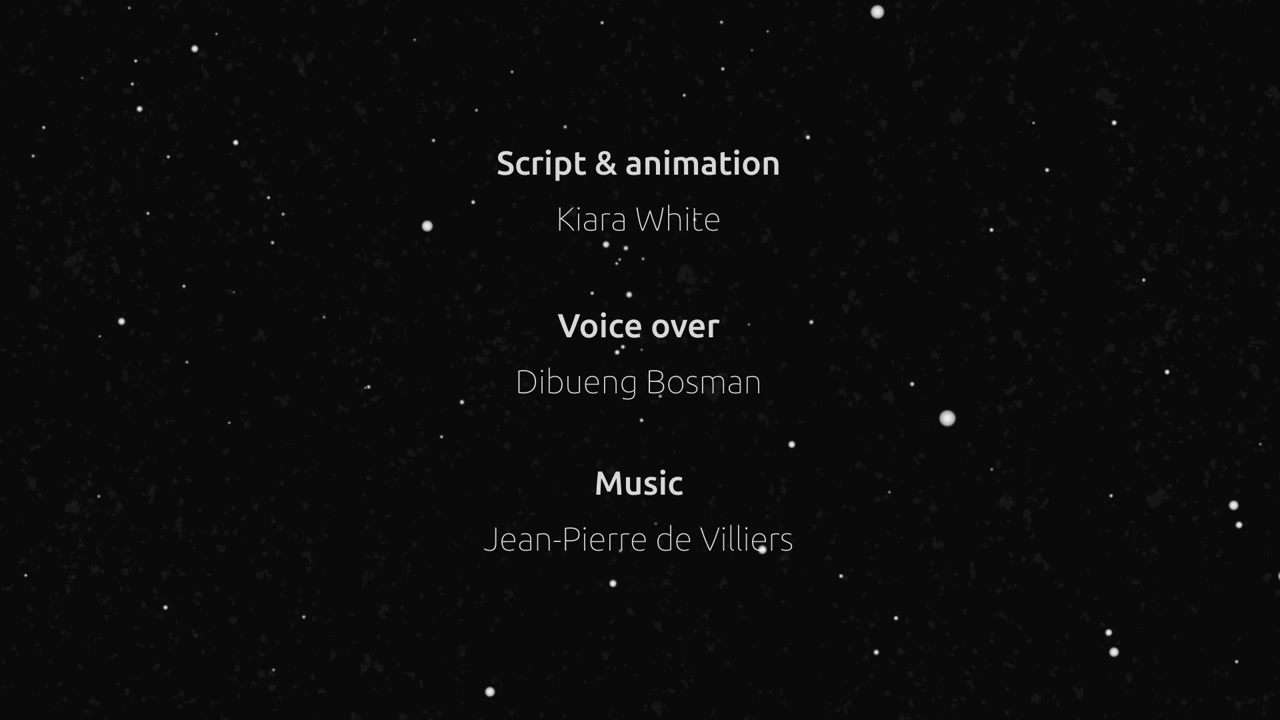 Script & animation
Kiara White
Voice over
Dibueng Bosman
Music
Jean-Pierre de Villiers